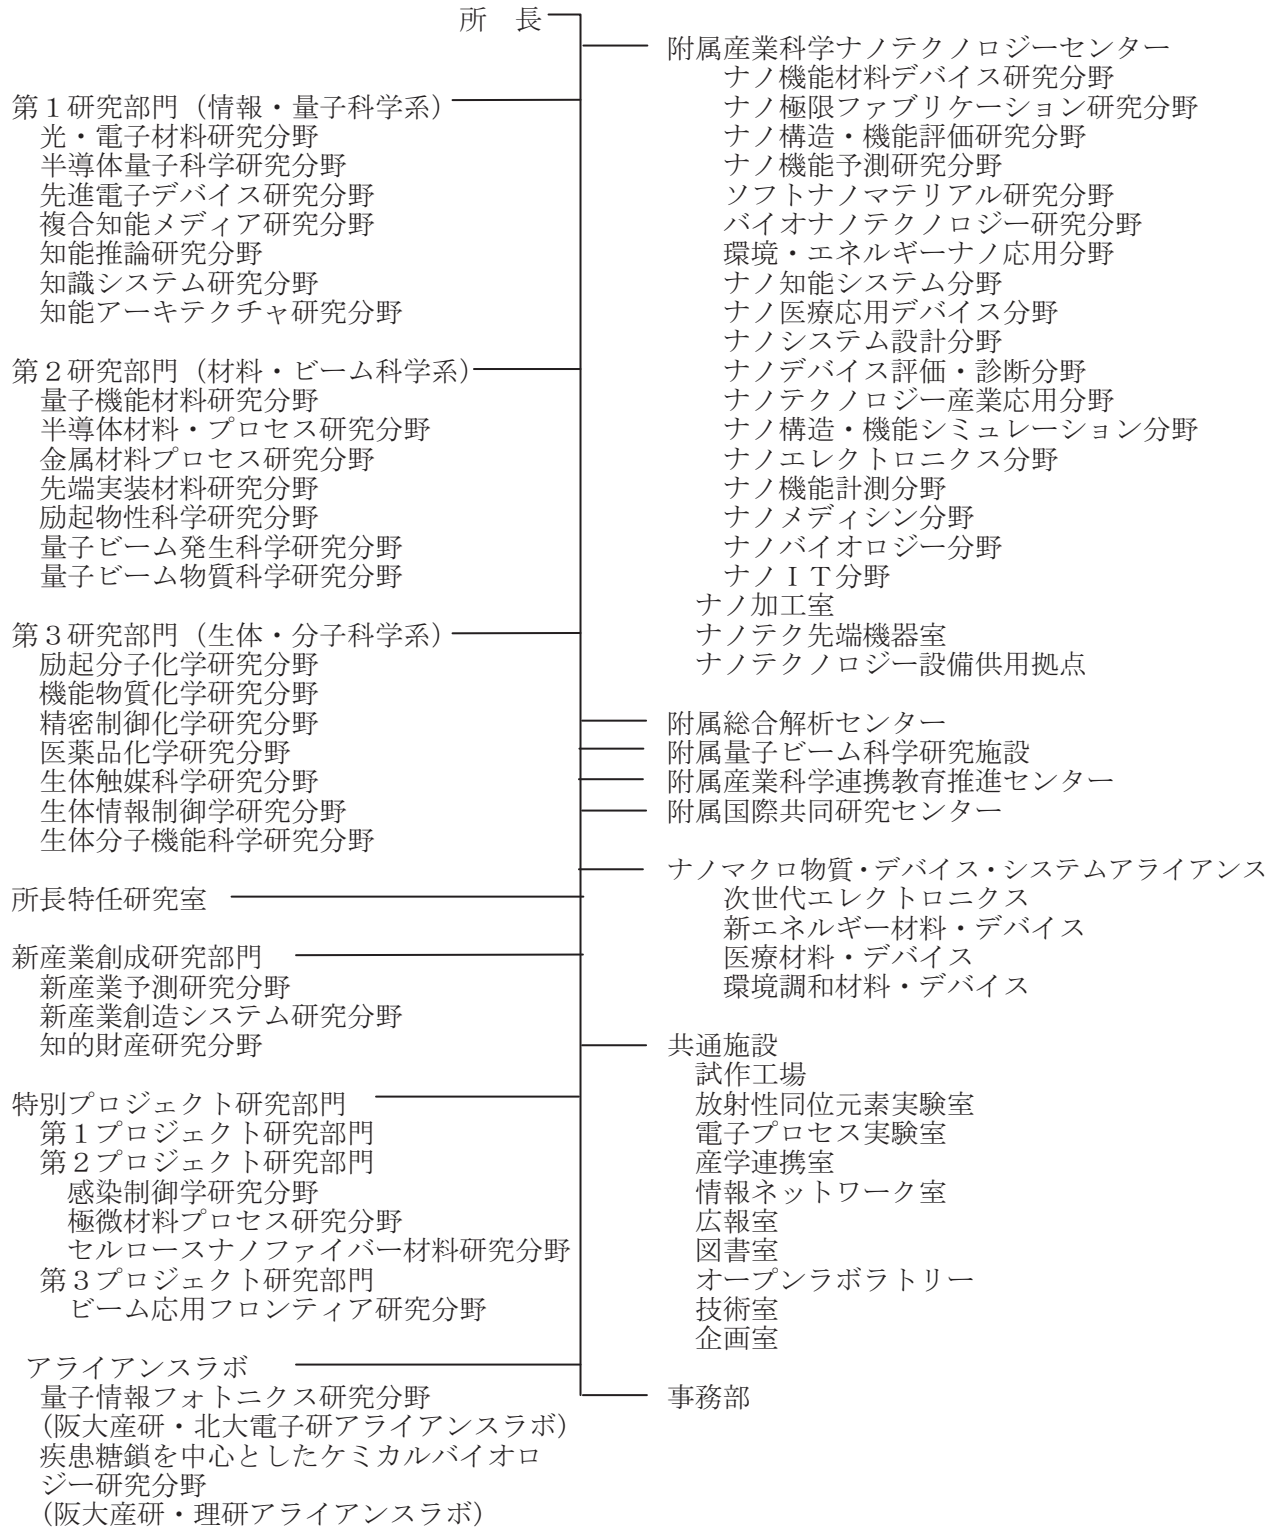 所　長
第１研究部門（情報・量子科学系）
光・電子材料研究分野
半導体量子科学研究分野
先進電子デバイス研究分野
複合知能メディア研究分野
知能推論研究分野
知識システム研究分野
知能アーキテクチャ研究分野
第２研究部門（材料・ビーム科学系）
量子機能材料研究分野
半導体材料・プロセス研究分野
金属材料プロセス研究分野
先端実装材料研究分野
励起物性科学研究分野
量子ビーム発生科学研究分野
量子ビーム物質科学研究分野
第３研究部門（生体・分子科学系）
励起分子化学研究分野
機能物質化学研究分野
精密制御化学研究分野
医薬品化学研究分野
生体触媒科学研究分野
生体情報制御学研究分野
生体分子機能科学研究分野
所長特任研究室
新産業創成研究部門
新産業予測研究分野
新産業創造システム研究分野
知的財産研究分野
特別プロジェクト研究部門
第１プロジェクト研究部門
第２プロジェクト研究部門
感染制御学研究分野
極微材料プロセス研究分野
セルロースナノファイバー材料研究分野
第３プロジェクト研究部門
ビーム応用フロンティア研究分野
アライアンスラボ
量子情報フォトニクス研究分野
（阪大産研・北大電子研アライアンスラボ）
疾患糖鎖を中心としたケミカルバイオロ
ジー研究分野
（阪大産研・理研アライアンスラボ）
附属産業科学ナノテクノロジーセンター
ナノ機能材料デバイス研究分野
ナノ極限ファブリケーション研究分野
ナノ構造・機能評価研究分野
ナノ機能予測研究分野
ソフトナノマテリアル研究分野
バイオナノテクノロジー研究分野
環境・エネルギーナノ応用分野
ナノ知能システム分野
ナノ医療応用デバイス分野
ナノシステム設計分野
ナノデバイス評価・診断分野
ナノテクノロジー産業応用分野
ナノ構造・機能シミュレーション分野
ナノエレクトロニクス分野
ナノ機能計測分野
ナノメディシン分野
ナノバイオロジー分野
ナノＩＴ分野
ナノ加工室
ナノテク先端機器室
ナノテクノロジー設備供用拠点
附属総合解析センター
附属量子ビーム科学研究施設
附属産業科学連携教育推進センター
附属国際共同研究センター
ナノマクロ物質・デバイス・システムアライアンス
次世代エレクトロニクス
新エネルギー材料・デバイス
医療材料・デバイス
環境調和材料・デバイス
共通施設
試作工場
放射性同位元素実験室
電子プロセス実験室
産学連携室
情報ネットワーク室
広報室
図書室
オープンラボラトリー
技術室
企画室
事務部